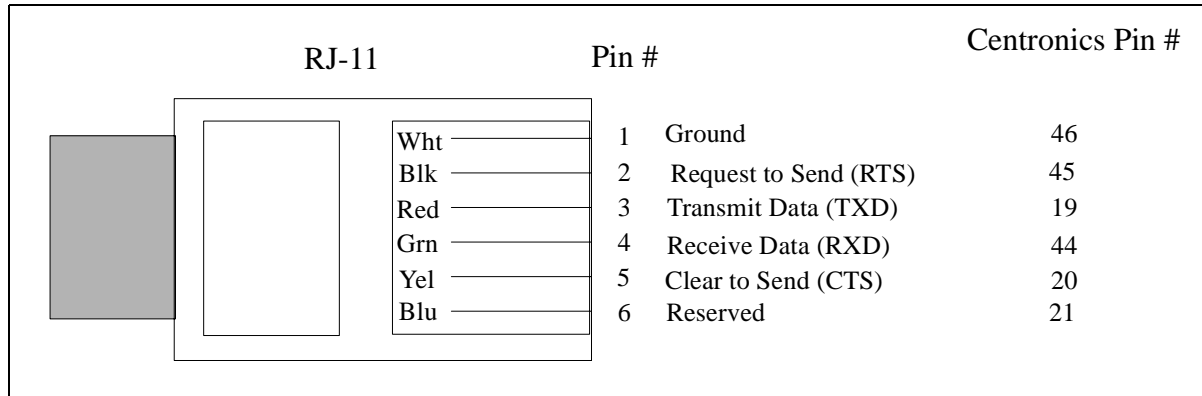 RJ-11 Pin # Centronics Pin #
Wht 1 Ground 46
Blk 2 Request to Send (RTS) 45
Red 3 Transmit Data (TXD) 19
Grn 4 Receive Data (RXD) 44
Yel 5 Clear to Send (CTS) 20
Blu 6 Reserved 21